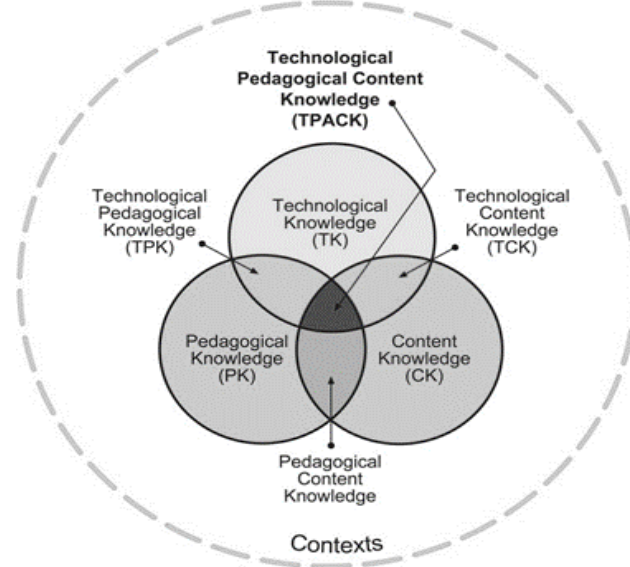 Technological
Pedagogical Content
Knowledge
(TPACK)
Technological
Pedagogical
Knowledge
(TPK)
Technological
Knowledge
(TK)
Technological
Content
Knowledge
(TCK)
Pedagogical
Knowledge
(PK)
Content
Knowledge
(CK)
Pedagogical
Content
Knowledge
Contexts